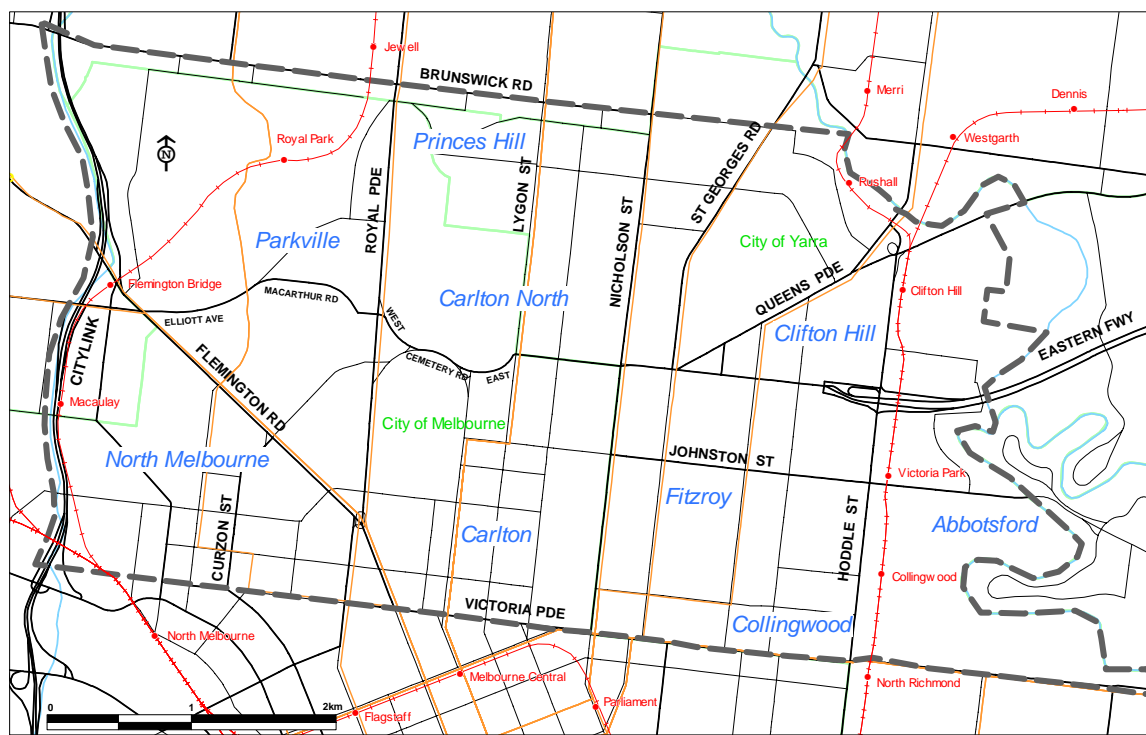 Jewell
BRUNSWICK RD
Merri
Dennis
Westgarth
Royal Park
Princes Hill
LYGON ST
ST GEORGES RD
Rushall
ROYAL PDE
NICHOLSON ST
Parkville
City of Yarra
N
Flemington Bridge
MACARTHUR RD
Carlton North
QUEENS PDE
Clifton Hill
ELLIOTT AVE
WEST
Clifton Hill
CITYLINK
FLEMINGTON RD
CEMETERY RD
EAST
EASTERN FWY
Macaulay
City of Melbourne
North Melbourne
JOHNSTON ST
Victoria Park
CURZON ST
Fitzroy
HODDLE ST
Abbotsford
Carlton
Collingwood
VICTORIA PDE
Collingwood
North Melbourne
Melbourne Central
North Richmond
Parliament
Flagstaff
0
1
2km